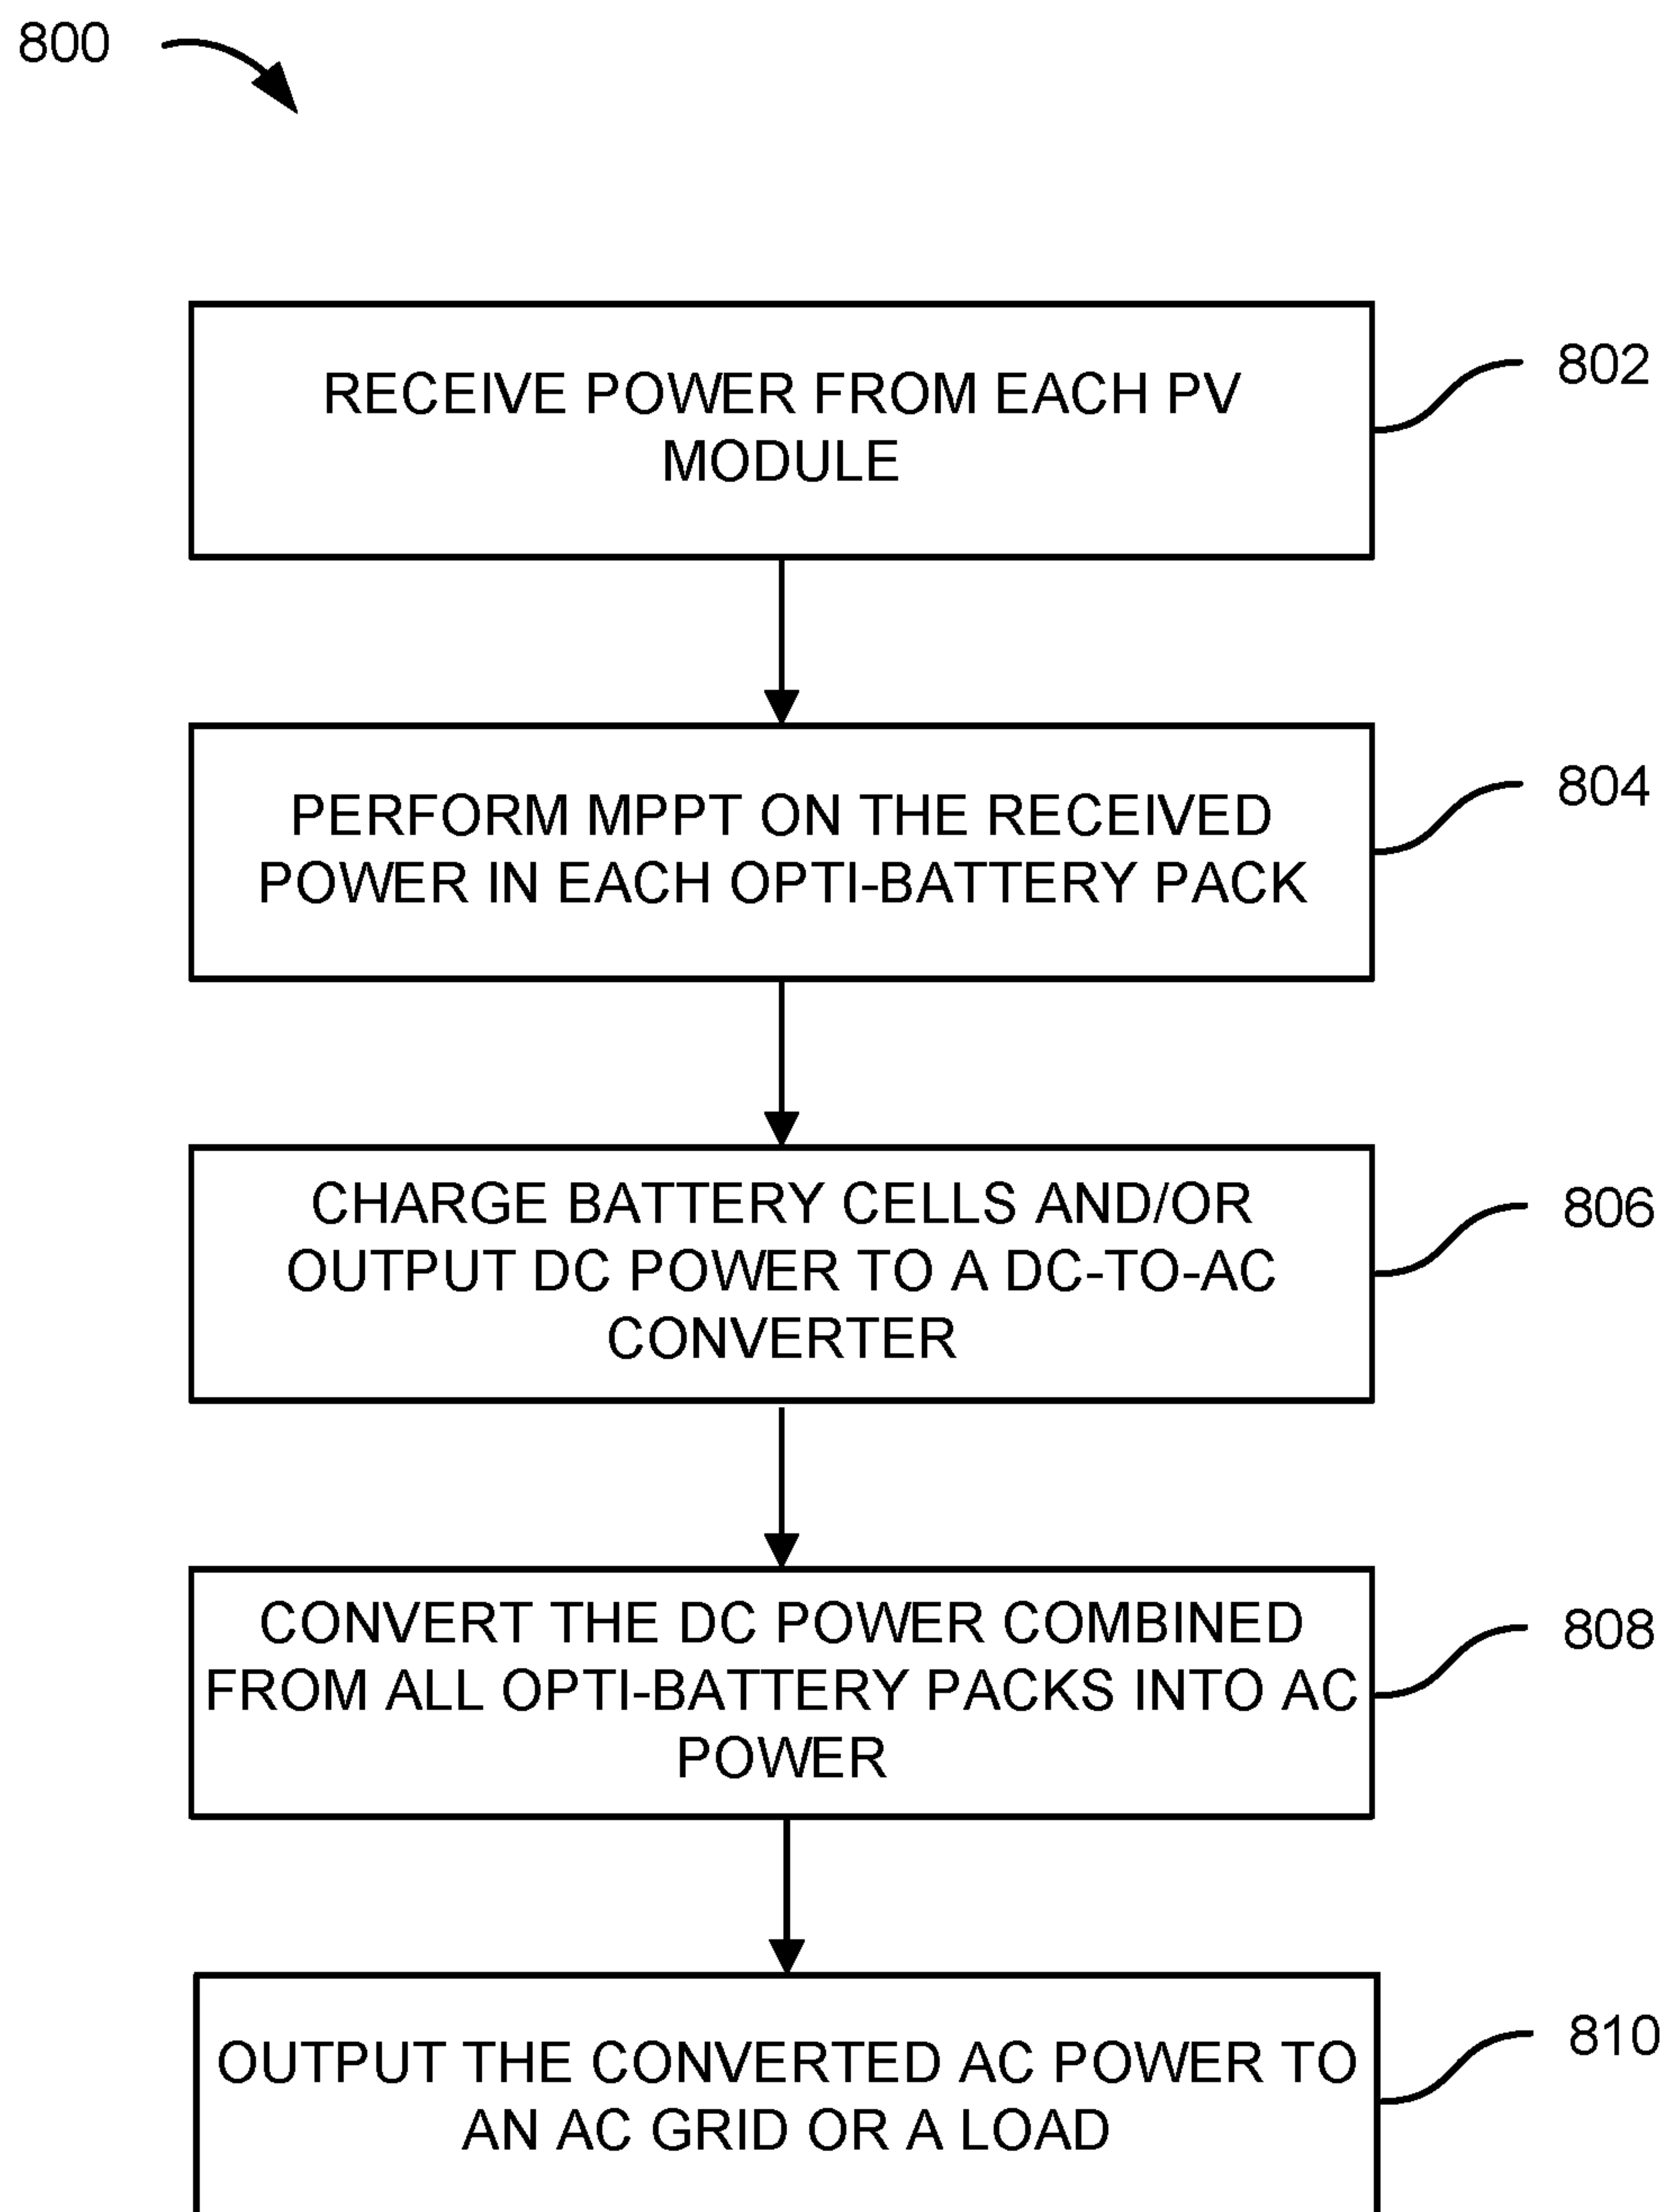 800
RECEIVE POWER FROM EACH PV
MODULE
802
PERFORM MPPT ON THE RECEIVED
POWER IN EACH OPTI-BATTERY PACK
804
CHARGE BATTERY CELLS AND/OR
OUTPUT DC POWER TO A DC-TO-AC
CONVERTER
806
CONVERT THE DC POWER COMBINED
FROM ALL OPTI-BATTERY PACKS INTO AC
POWER
808
OUTPUT THE CONVERTED AC POWER TO
AN AC GRID OR A LOAD
810